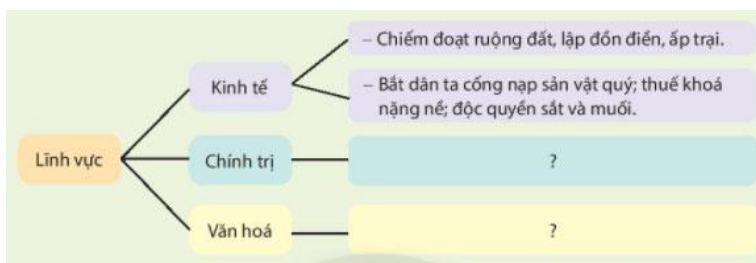 – Chiếm đoạt ruộng đất, lập đồn điền, ấp trại.
Kinh tế
– Bắt dân ta cống nạp sản vật quý; thuế khoá
nặng nề; độc quyền sắt và muối.
Lĩnh vực
Chính trị
?
Văn hoá
?